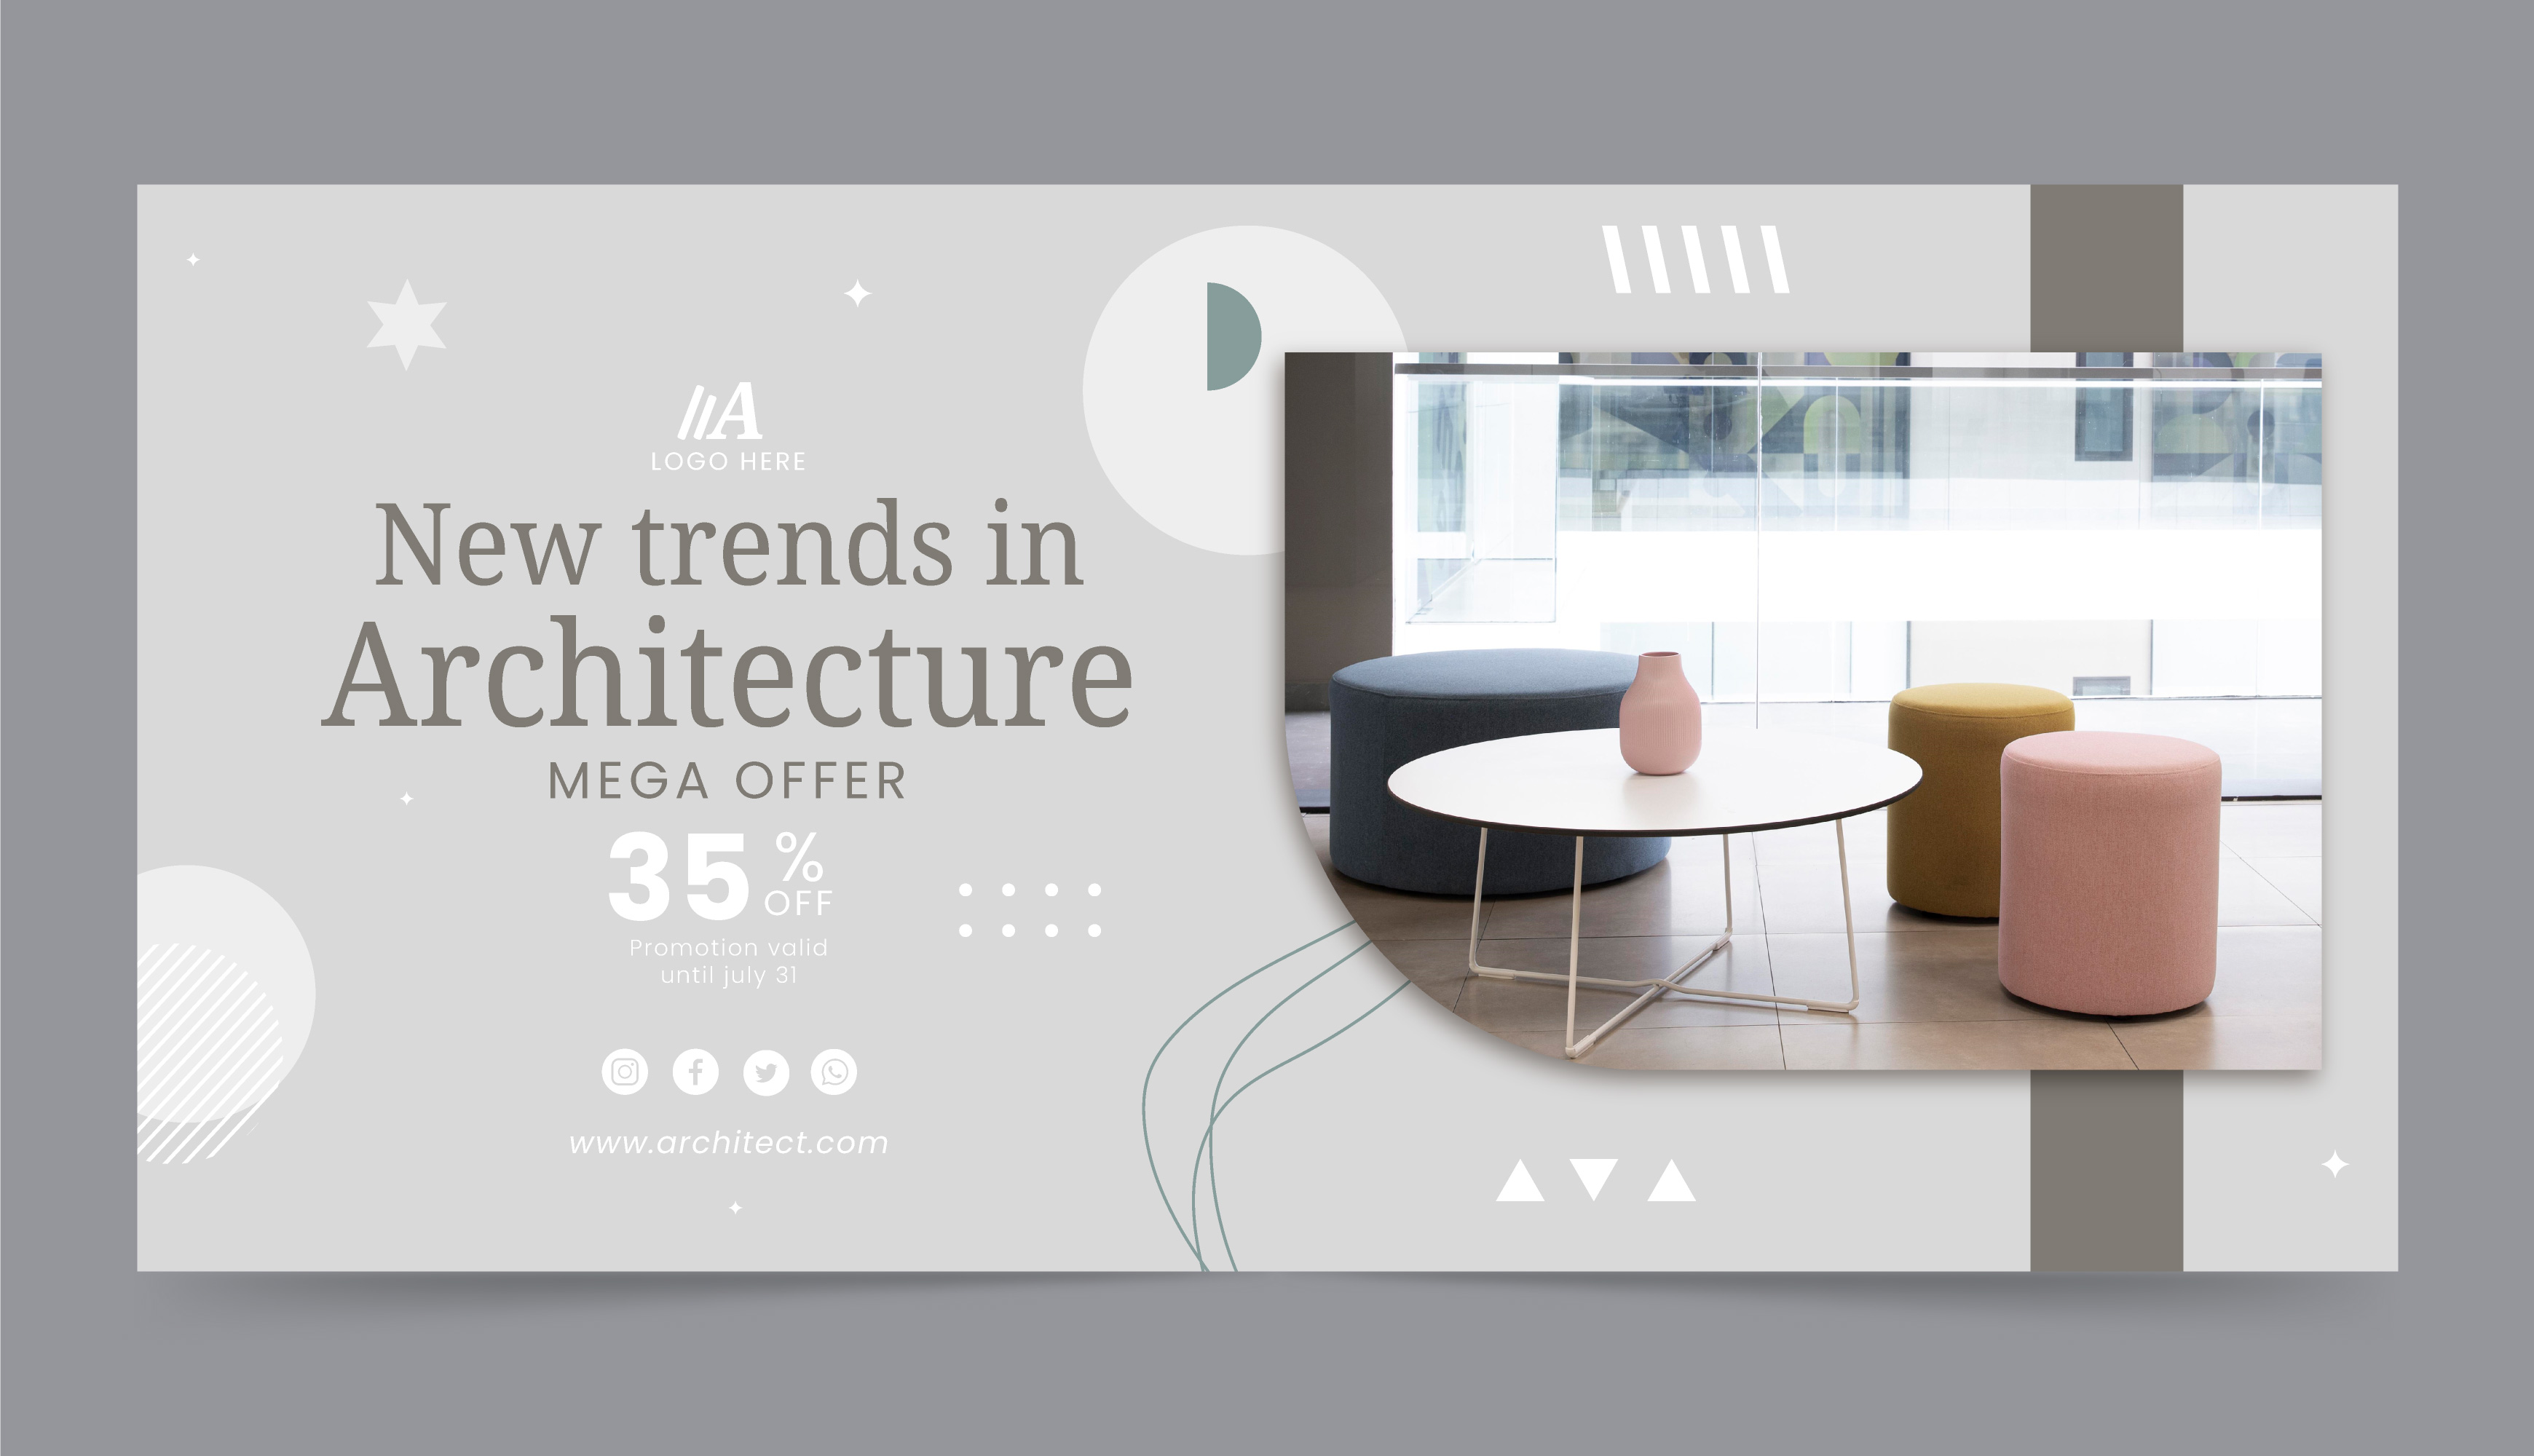 A
LOGO HERE
New trends in
Architecture
MEGA OFFER
35 %
OFF
Promotion valid
until july 31
www.architect.com